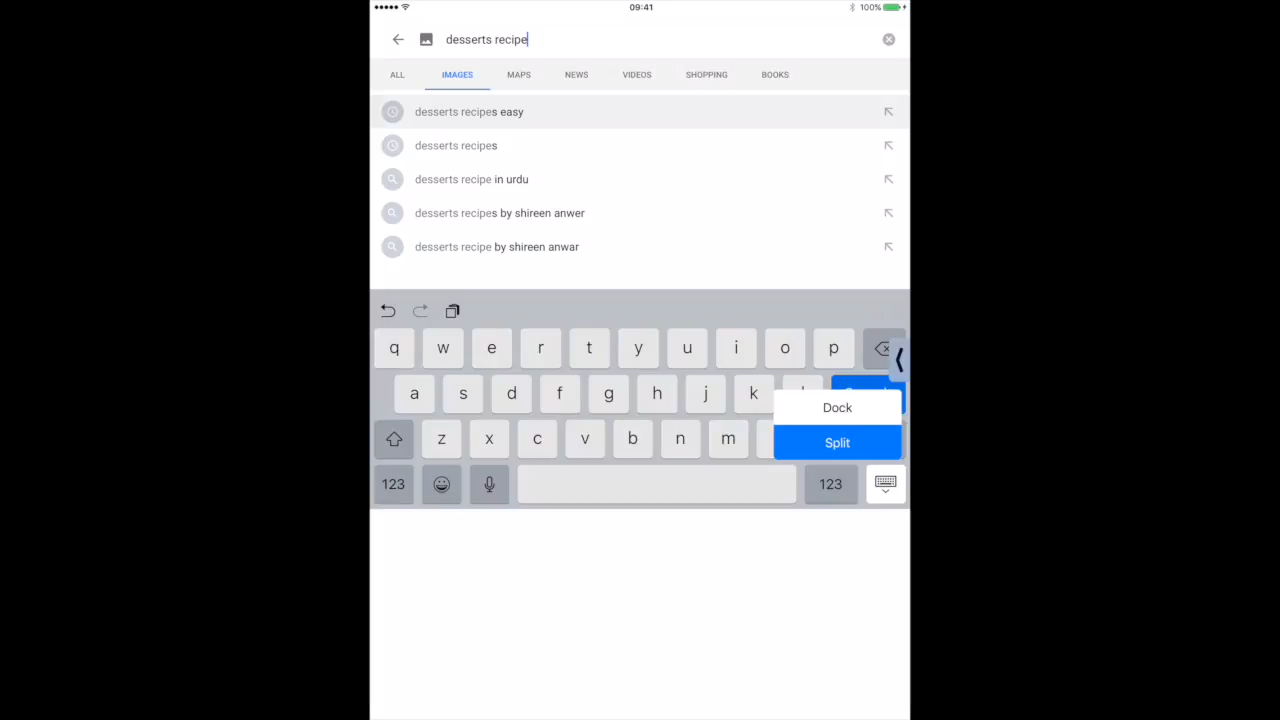 09:41
100%
desserts recipe
ALL IMAGES MAPS NEWS VIDEOS SHOPPING BOOKS
desserts recipes easy
desserts recipes
desserts recipe in urdu
desserts recipes by shireen anwer
desserts recipe by shireen anwar
q w e r t y u i o p
a s d f g h j k
Dock
z x c v b n m
Split
123 123